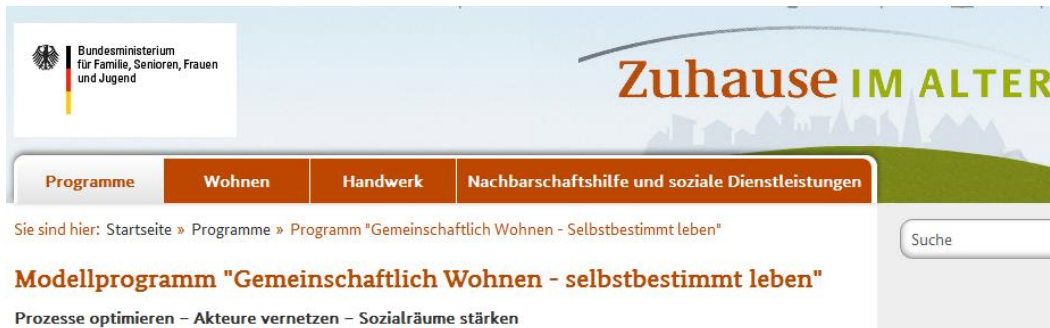 Bundesministerium
für Familie, Senioren, Frauen
und Jugend
Zuhause IM ALTER
Programme
Wohnen
Handwerk
Nachbarschaftshilfe und soziale Dienstleistungen
Sie sind hier: Startseite » Programme » Programm "Gemeinschaftlich Wohnen - Selbstbestimmt leben"
Suche
Modellprogramm "Gemeinschaftlich Wohnen - selbstbestimmt leben"
Prozesse optimieren – Akteure vernetzen – Sozialräume stärken